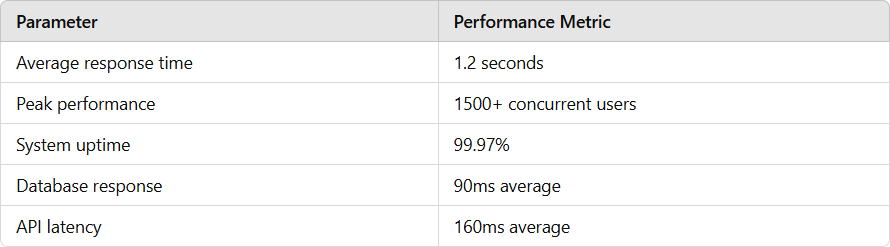 Parameter Performance Metric
Average response time 1.2 seconds
Peak performance 1500+ concurrent users
System uptime 99.97%
Database response 90ms average
API latency 160ms average